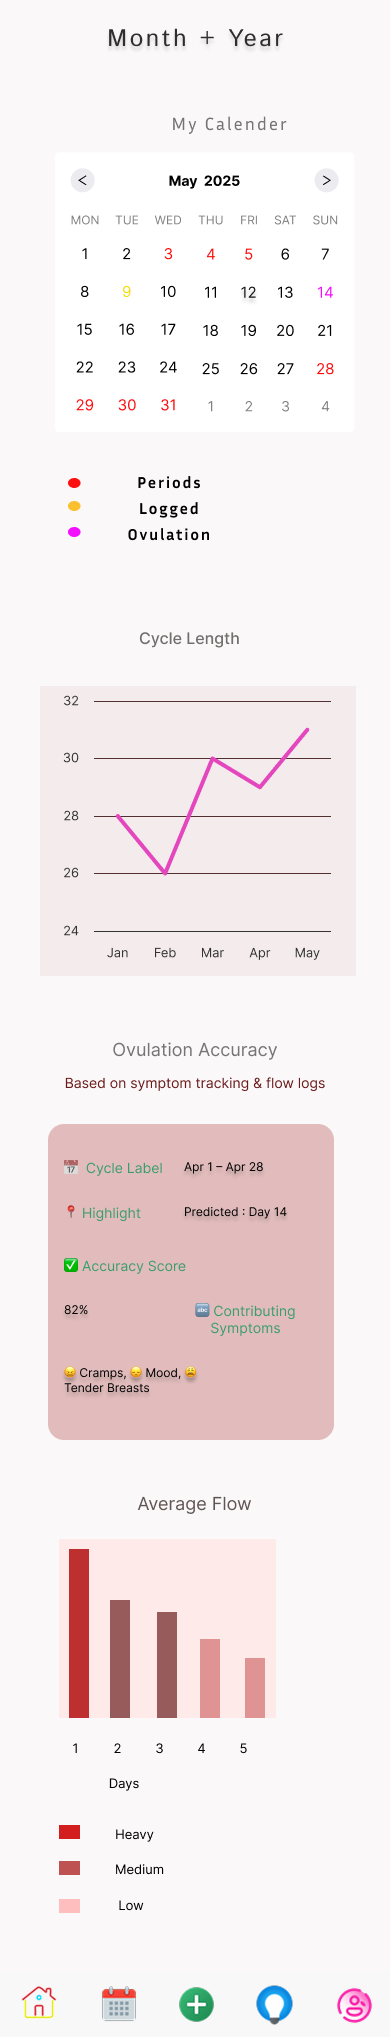 Month + Year
My Calender
< May 2025 >
MON TUE WED THU FRI SAT SUN
1 2 3 4 5 6 7
8 9 10 11 12 13 14
15 16 17 18 19 20 21
22 23 24 25 26 27 28
29 30 31 1 2 3 4
Periods
Logged
Ovulation
Cycle Length
32
30
28
26
24
Jan Feb Mar Apr May
Ovulation Accuracy
Based on symptom tracking & flow logs
Cycle Label Apr 1 – Apr 28
Highlight Predicted : Day 14
Accuracy Score
82% Contributing
Symptoms
Cramps, Mood,
Tender Breasts
Average Flow
1 2 3 4 5
Days
Heavy
Medium
Low